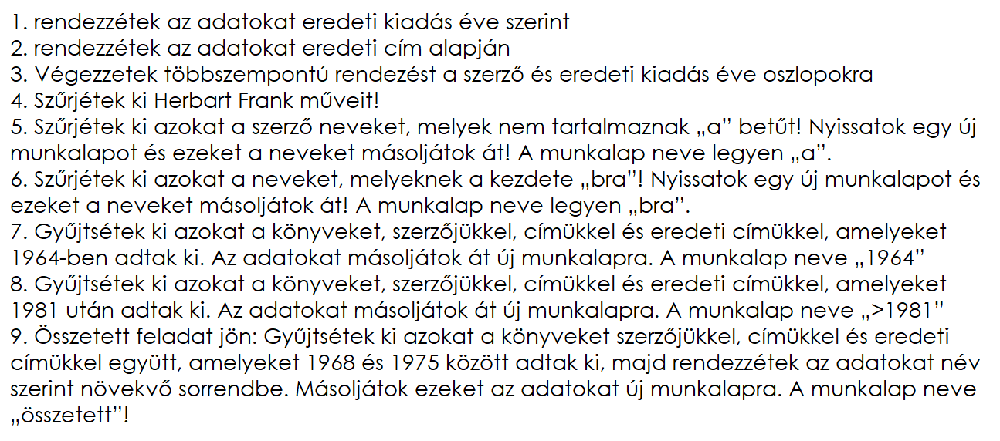 1. rendezzétek az adatokat eredeti kiadás éve szerint
2. rendezzétek az adatokat eredeti cím alapján
3. Végezzetek többszempontú rendezést a szerző és eredeti kiadás éve oszlopokra
4. Szűrjétek ki Herbart Frank műveit!
5. Szűrjétek ki azokat a szerző neveket, melyek nem tartalmaznak „a” betűt! Nyissatok egy új
munkalapot és ezeket a neveket másoljátok át! A munkalap neve legyen „a”.
6. Szűrjétek ki azokat a neveket, melyeknek a kezdete „bra”! Nyissatok egy új munkalapot és
ezeket a neveket másoljátok át! A munkalap neve legyen „bra”.
7. Gyűjtsétek ki azokat a könyveket, szerzőjükkel, címükkel és eredeti címükkel, amelyeket
1964-ben adtak ki. Az adatokat másoljátok át új munkalapra. A munkalap neve „1964”
8. Gyűjtsétek ki azokat a könyveket, szerzőjükkel, címükkel és eredeti címükkel, amelyeket
1981 után adtak ki. Az adatokat másoljátok át új munkalapra. A munkalap neve „>1981”
9. Összetett feladat jön: Gyűjtsétek ki azokat a könyveket szerzőjükkel, címükkel és eredeti
címükkel együtt, amelyeket 1968 és 1975 között adtak ki, majd rendezzétek az adatokat név
szerint növekvő sorrendbe. Másoljátok ezeket az adatokat új munkalapra. A munkalap neve
„összetett”!